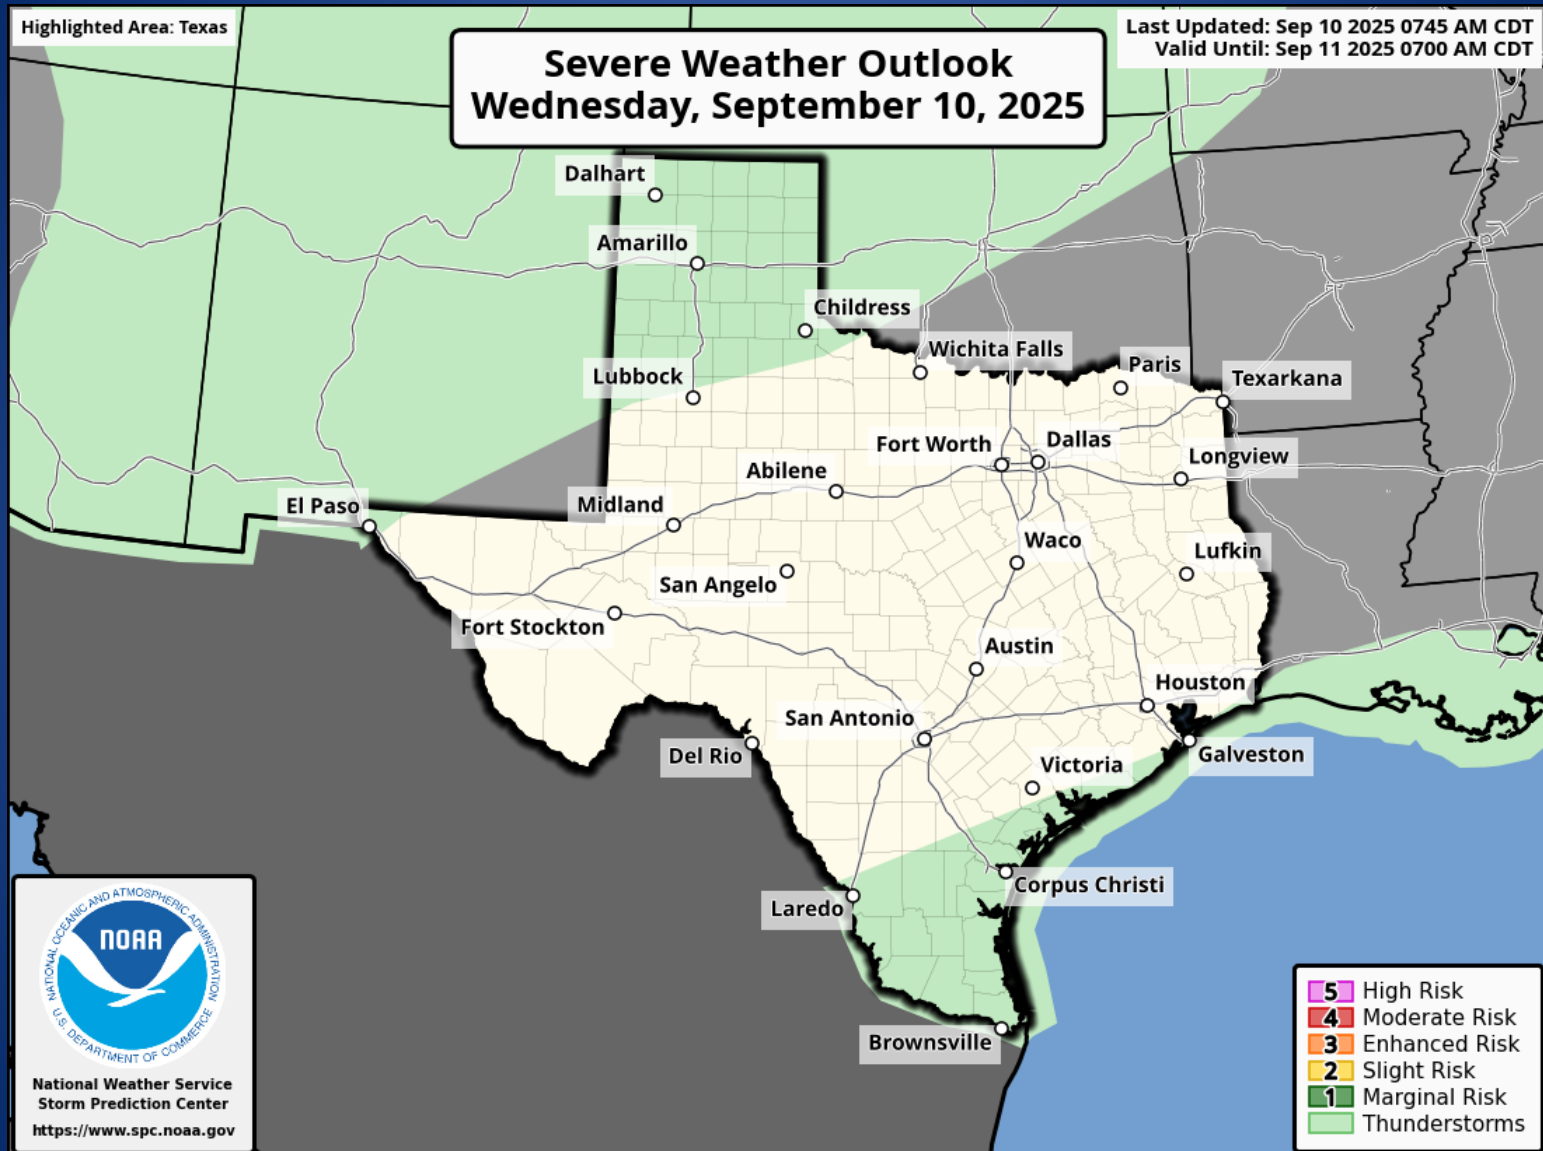 Highlighted Area: Texas
Last Updated: Sep 10 2025 0745 AM CDT
Valid Until: Sep 11 2025 0700 AM CDT
Severe Weather Outlook
Wednesday, September 10, 2025
Dalhart
Amarillo
Childress
Wichita Falls
Paris
Lubbock
Texarkana
Fort Worth
Dallas
Longview
Abilene
El Paso
Midland
Waco
Lufkin
San Angelo
Fort Stockton
Austin
Houston
San Antonio
Del Rio
Galveston
Victoria
Corpus Christi
Laredo
Brownsville
NATIONAL OCEANIC AND ATMOSPHERIC ADMINISTRATION
NOAA
U.S. DEPARTMENT OF COMMERCE
National Weather Service
Storm Prediction Center
https://www.spc.noaa.gov
5 High Risk
4 Moderate Risk
3 Enhanced Risk
2 Slight Risk
1 Marginal Risk
Thunderstorms